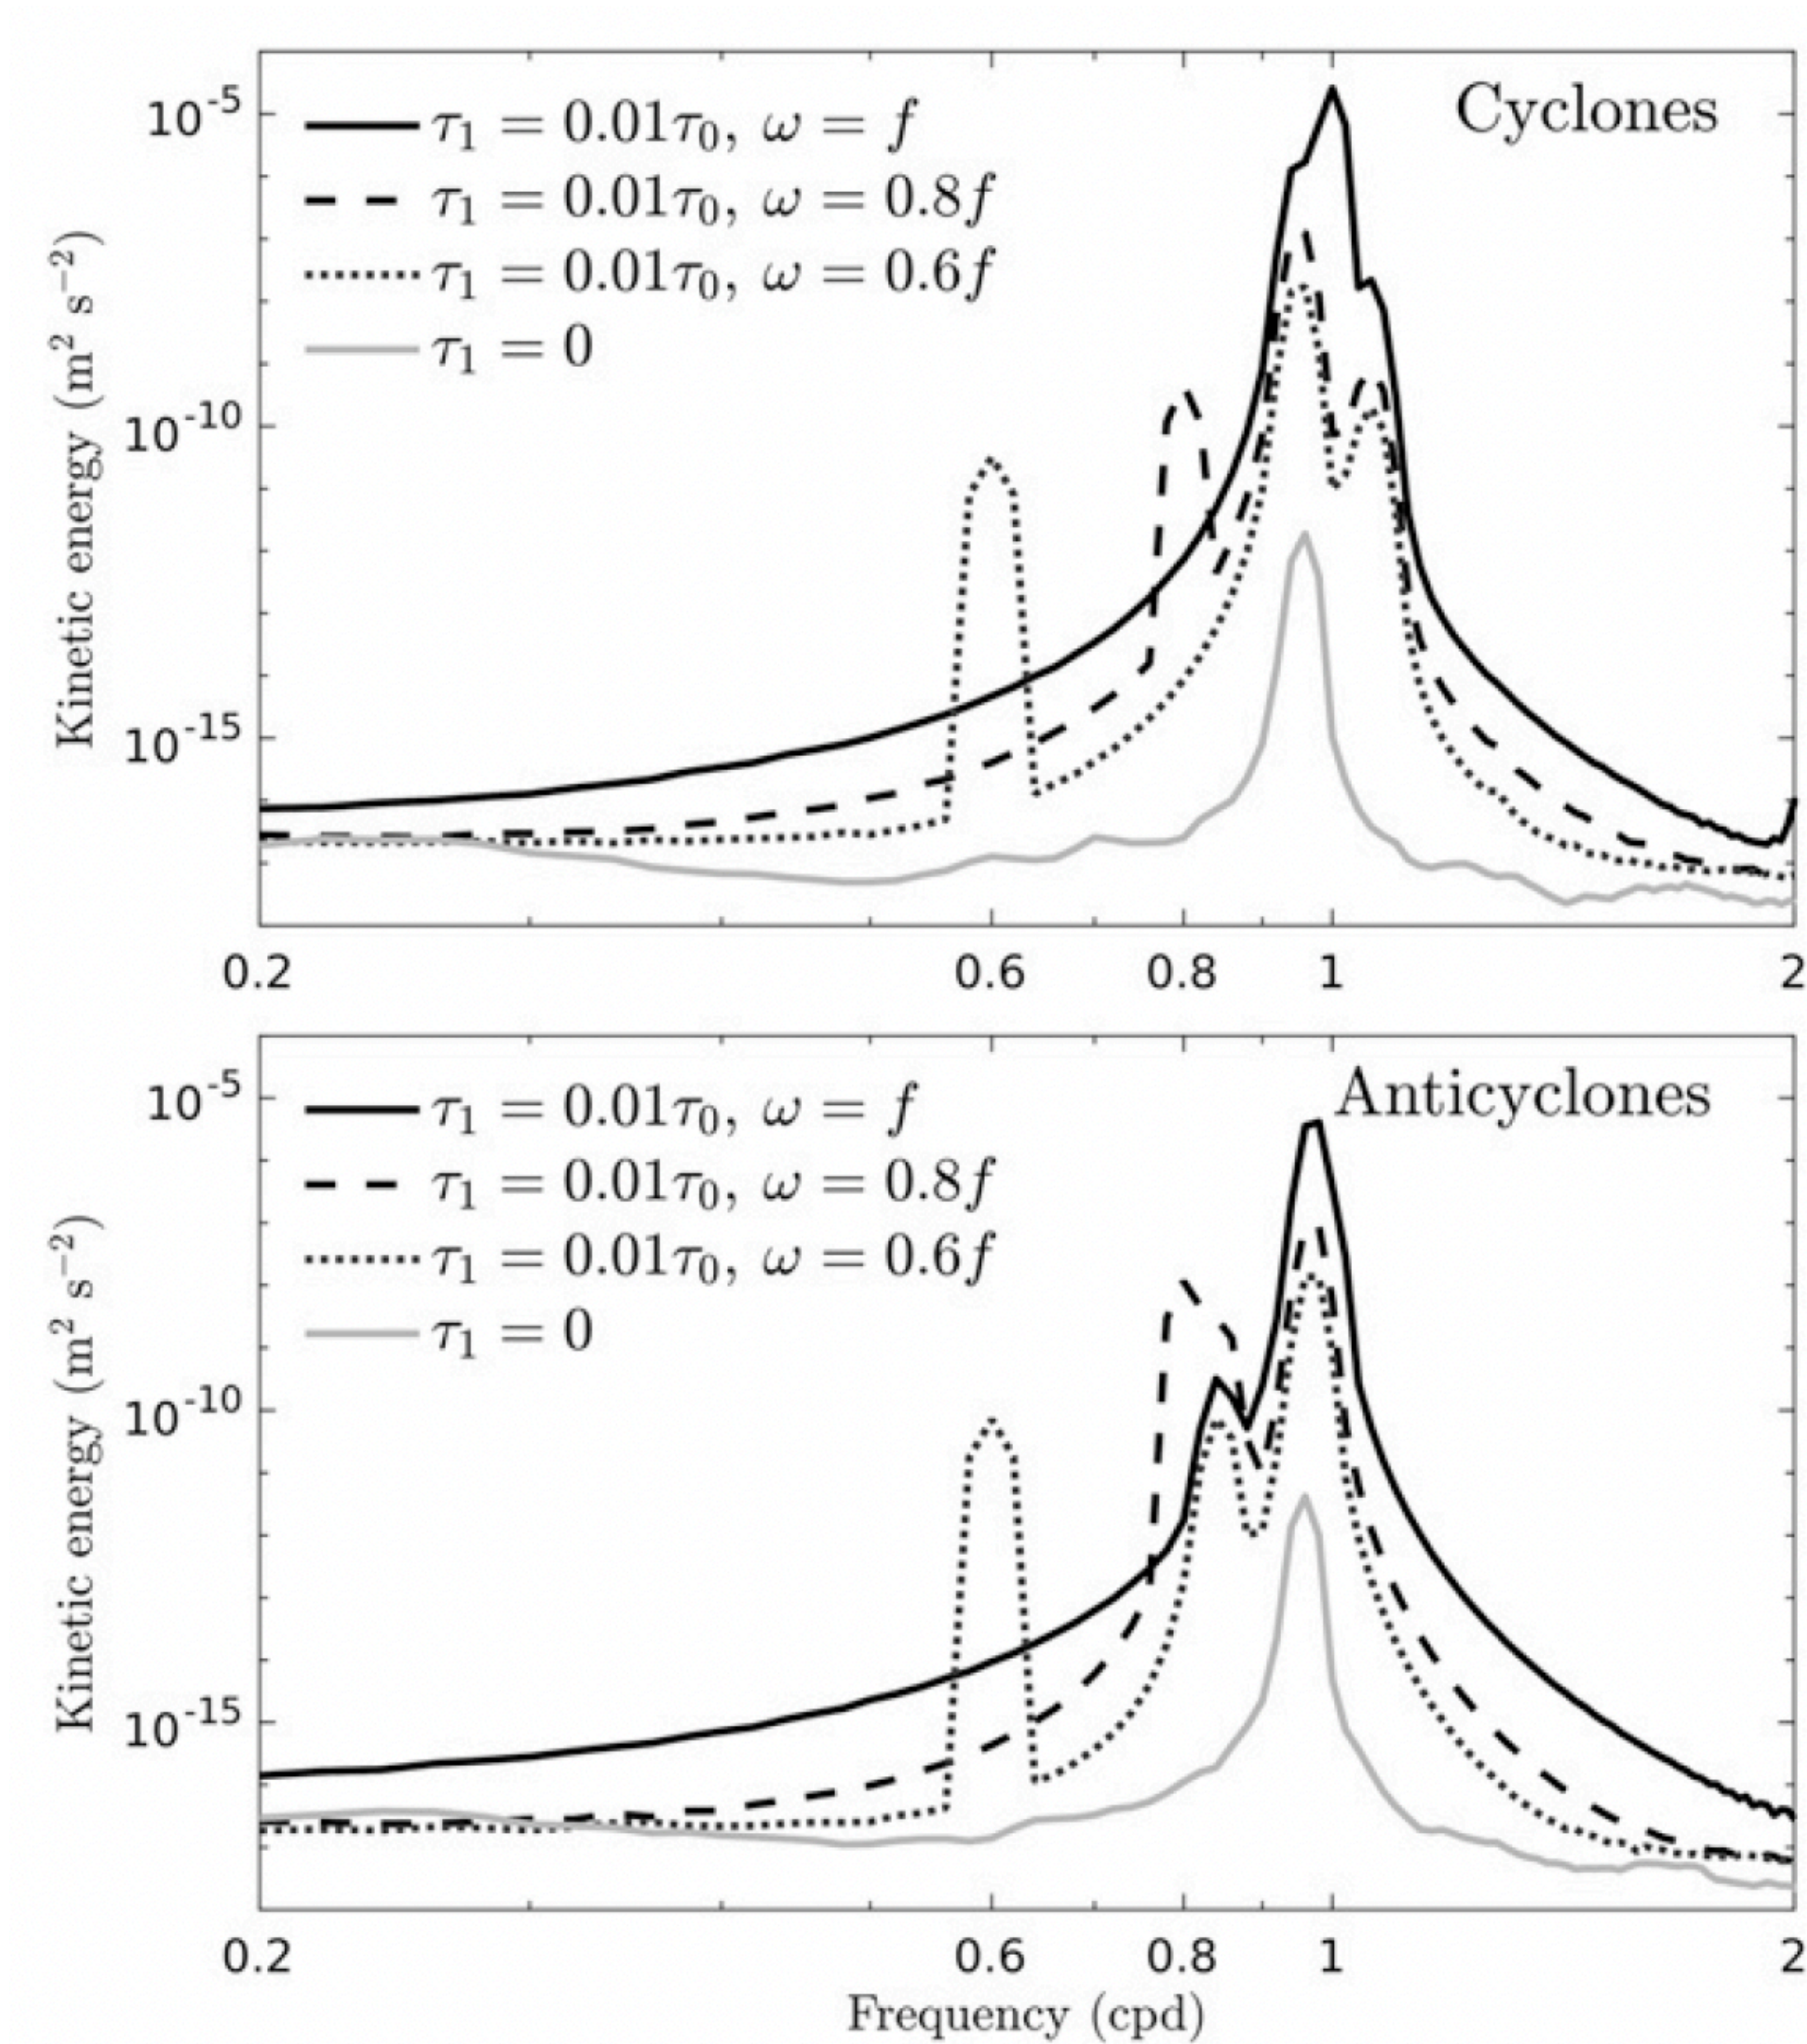 Cyclones
τ₁ = 0.01τ₀, ω = f
τ₁ = 0.01τ₀, ω = 0.8f
τ₁ = 0.01τ₀, ω = 0.6f
τ₁ = 0
Kinetic energy (m² s⁻²)
10⁻⁵
10⁻¹⁰
10⁻¹⁵
0.2 0.6 0.8 1 2
Anticyclones
τ₁ = 0.01τ₀, ω = f
τ₁ = 0.01τ₀, ω = 0.8f
τ₁ = 0.01τ₀, ω = 0.6f
τ₁ = 0
Kinetic energy (m² s⁻²)
10⁻⁵
10⁻¹⁰
10⁻¹⁵
0.2 0.6 0.8 1 2
Frequency (cpd)